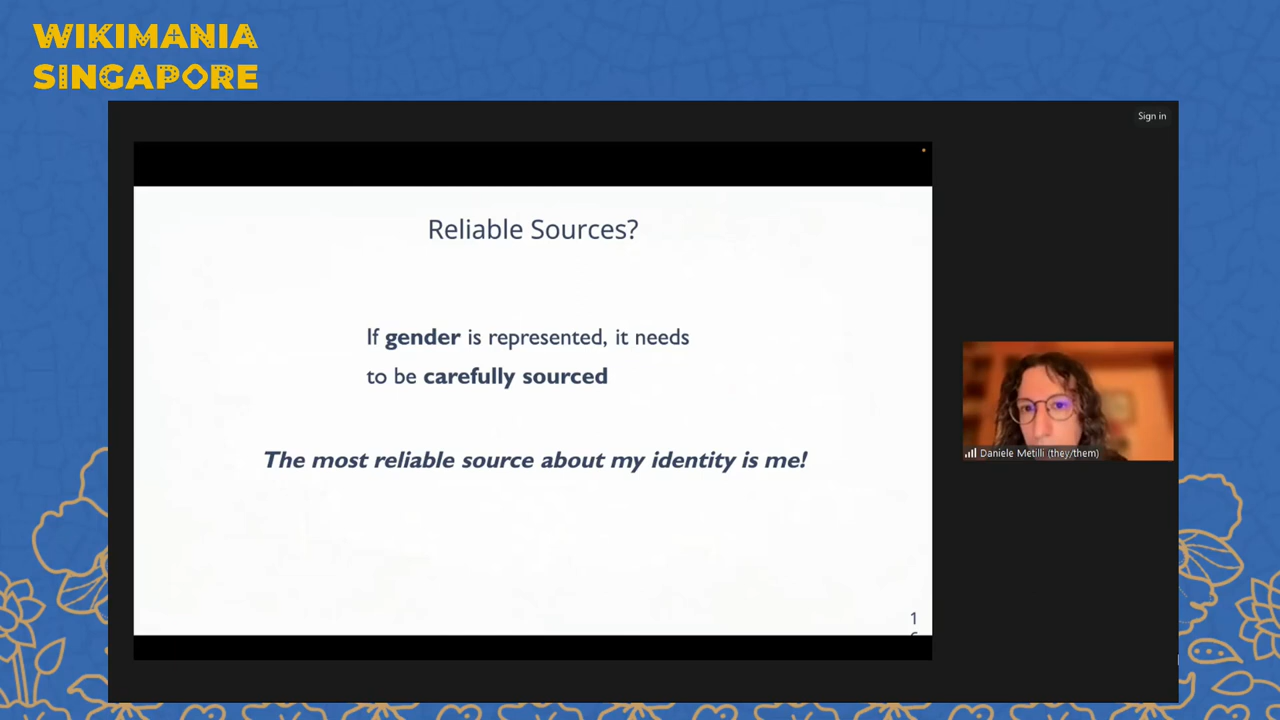 WIKIMANIA
SINGAPORE
Sign in
Reliable Sources?
If gender is represented, it needs
to be carefully sourced
The most reliable source about my identity is me!
Daniele Metilli (they/them)
1